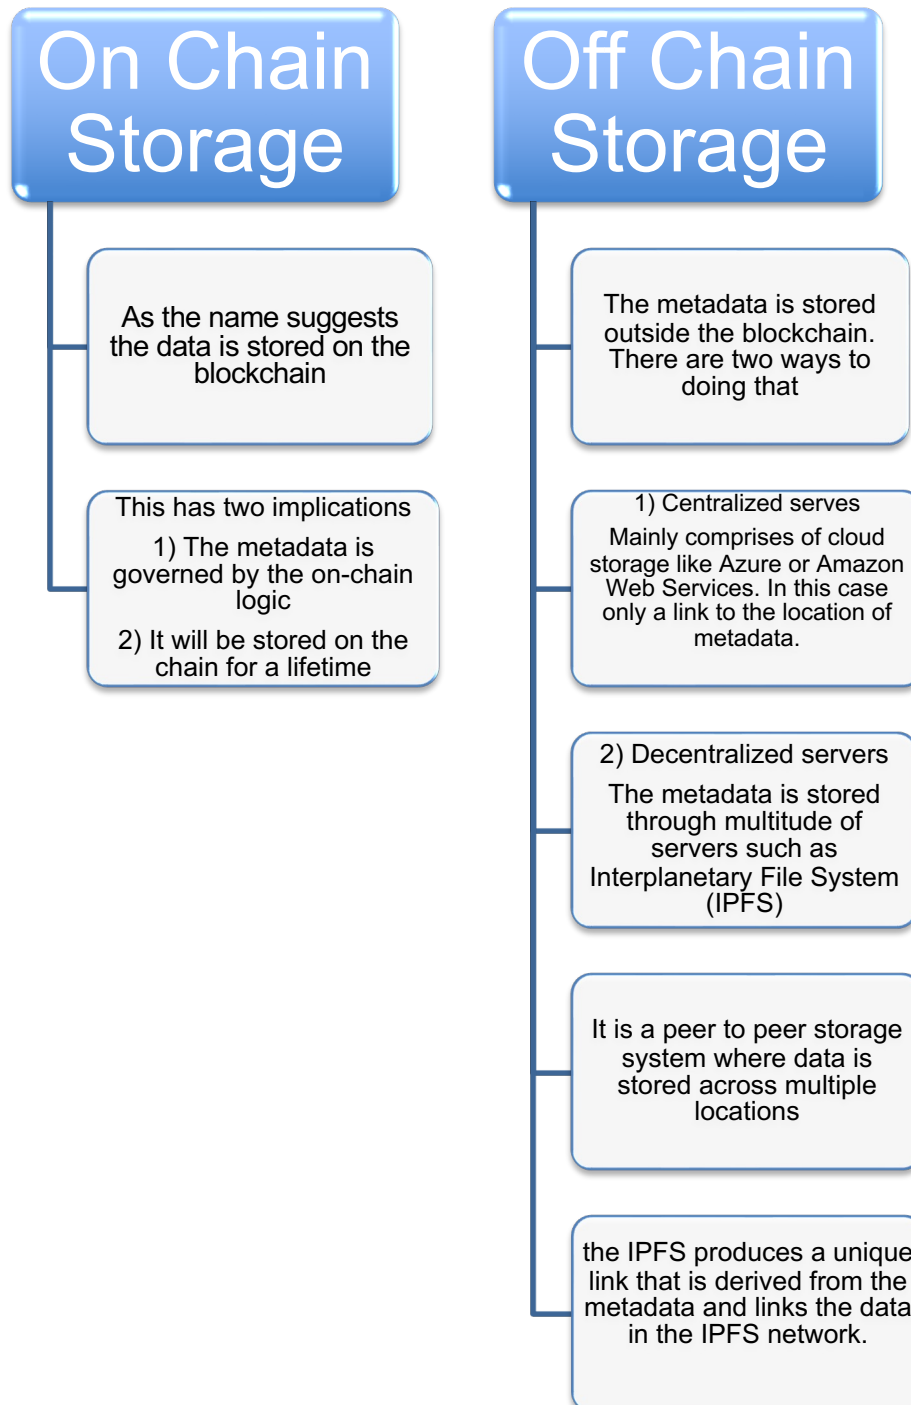 On Chain
Storage
As the name suggests
the data is stored on the
blockchain
This has two implications
1) The metadata is
governed by the on-chain
logic
2) It will be stored on the
chain for a lifetime
Off Chain
Storage
The metadata is stored
outside the blockchain.
There are two ways to
doing that
1) Centralized serves
Mainly comprises of cloud
storage like Azure or Amazon
Web Services. In this case
only a link to the location of
metadata.
2) Decentralized servers
The metadata is stored
through multitude of
servers such as
Interplanetary File System
(IPFS)
It is a peer to peer storage
system where data is
stored across multiple
locations
the IPFS produces a unique
link that is derived from the
metadata and links the data
in the IPFS network.